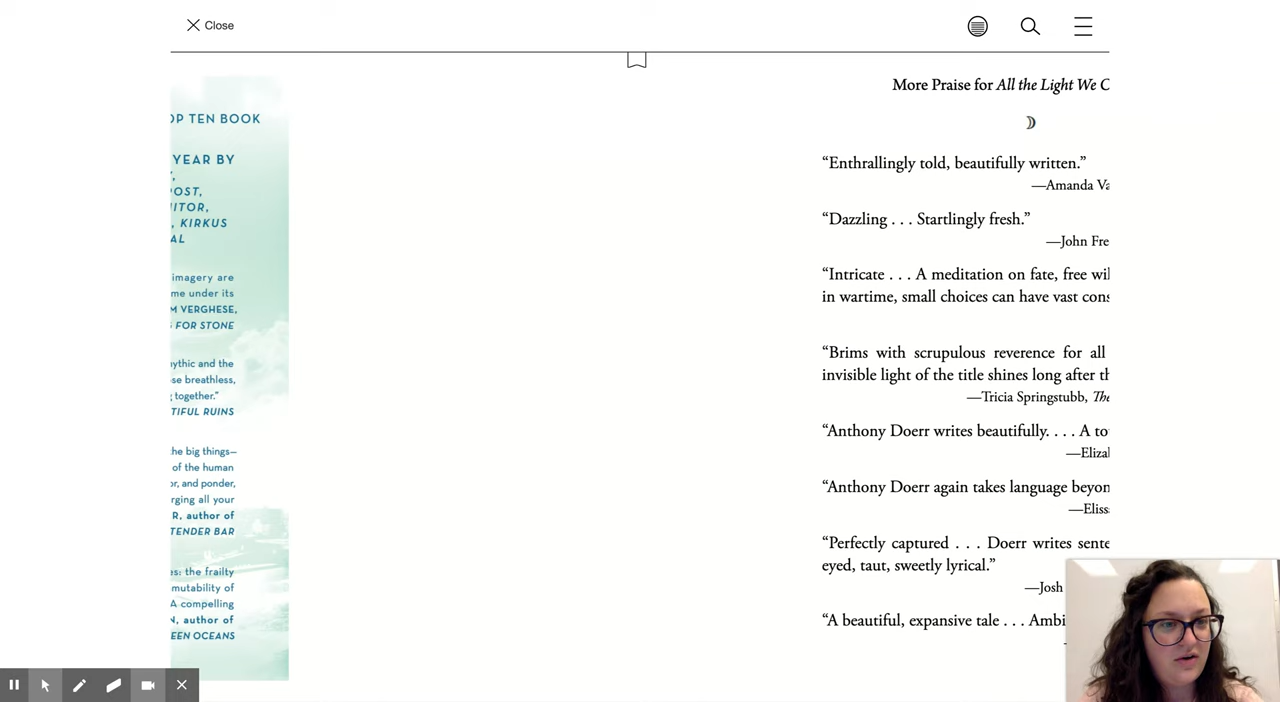 Close
OP TEN BOOK
YEAR BY
POST,
ITOR,
, KIRKUS
AL
imagery are
me under its
M VERGHESE,
FOR STONE
ythic and the
se breathless,
together.”
TIFUL RUINS
he big things—
of the human
or, and ponder,
rging all your
R, author of
TENDER BAR
es: the frailty
mutability of
A compelling
N, author of
EEN OCEANS
More Praise for All the Light We C
“Enthrallingly told, beautifully written.”
—Amanda Va
“Dazzling . . . Startlingly fresh.”
—John Fre
“Intricate . . . A meditation on fate, free wil
in wartime, small choices can have vast cons
“Brims with scrupulous reverence for all
invisible light of the title shines long after th
—Tricia Springstubb, The
“Anthony Doerr writes beautifully. . . . A to
—Elizal
“Anthony Doerr again takes language beyon
—Eliss
“Perfectly captured . . . Doerr writes sente
eyed, taut, sweetly lyrical.”
—Josh
“A beautiful, expansive tale . . . Ambi